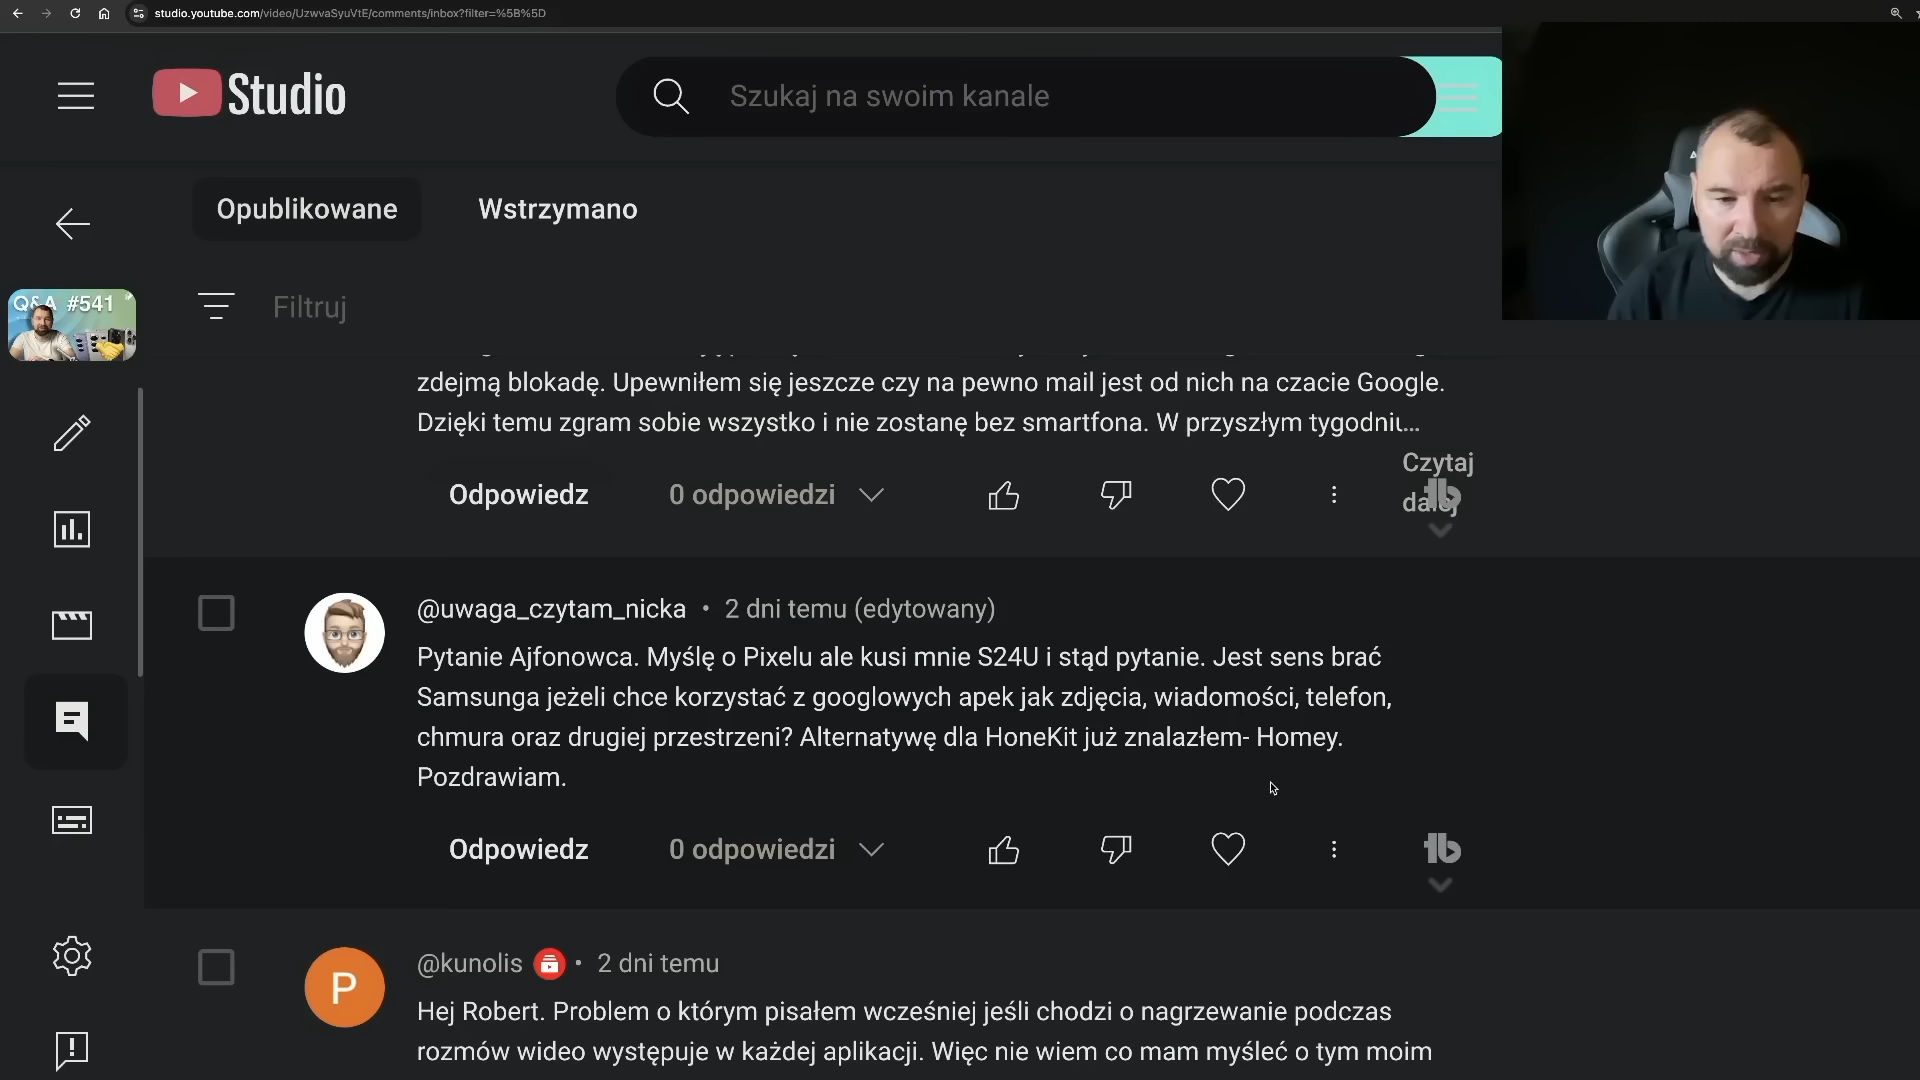 studio.youtube.com/video/UzwvaSyuVtE/comments/inbox?filter=%5B%5D
Studio
Szukaj na swoim kanale
Opublikowane
Wstrzymano
Q&A #541
Filtruj
zdejmą blokadę. Upewniłem się jeszcze czy na pewno mail jest od nich na czacie Google.
Dzięki temu zgram sobie wszystko i nie zostanę bez smartfona. W przyszłym tygodniu...
Czytaj
dalej
Odpowiedz
0 odpowiedzi
@uwaga_czytam_nicka • 2 dni temu (edytowany)
Pytanie Ajfonowca. Myślę o Pixelu ale kusi mnie S24U i stąd pytanie. Jest sens brać
Samsunga jeżeli chce korzystać z googlowych apek jak zdjęcia, wiadomości, telefon,
chmura oraz drugiej przestrzeni? Alternatywę dla HoneKit już znalazłem- Homey.
Pozdrawiam.
Odpowiedz
0 odpowiedzi
P
@kunolis • 2 dni temu
Hej Robert. Problem o którym pisałem wcześniej jeśli chodzi o nagrzewanie podczas
rozmów wideo występuje w każdej aplikacji. Więc nie wiem co mam myśleć o tym moim